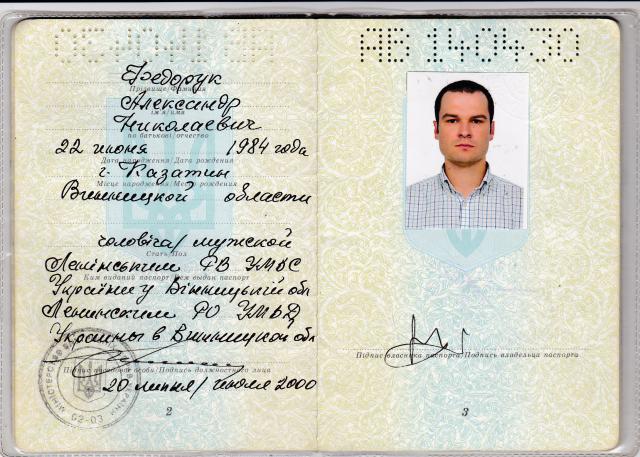 АВ 140430
Федорук
Прізвище/Фамилия
Александр
ім'я/имя
Николаевич
по батькові/отчество
22 июня 1984 года
Дата народження/Дата рождения
г. Казатин
Місце народження/Место рождения
Винницкой области
чоловіча/мужской
Стать/Пол
Ленінським РВ УМВС
Ким виданий паспорт/Кем выдан паспорт
України у Вінницькій обл
Ленинским РО УМВД
Украины в Винницкой обл
Підпис посадової особи/Подпись должностного лица
20 липня/июля 2000
02-03
2
Підпис власника паспорта/Подпись владельца паспорта
3